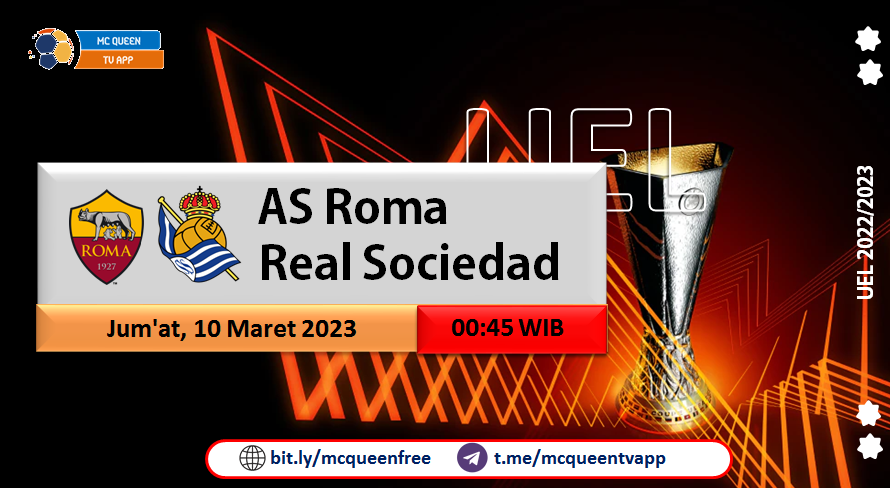 MC QUEEN
TV APP
UEL
AS Roma
Real Sociedad
ROMA
1927
Jum'at, 10 Maret 2023
00:45 WIB
UEL 2022/2023
bit.ly/mcqueenfree
t.me/mcqueentvapp